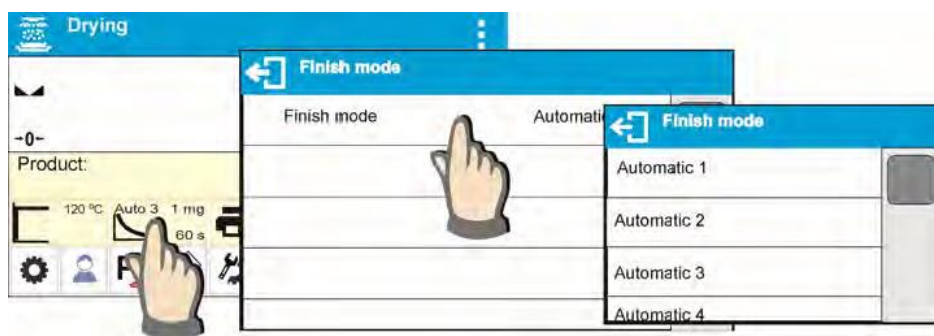 Drying
-0-
Product:
120 ºC
Auto 3 1 mg
60 s
Finish mode
Finish mode
Finish mode
Automatic 1
Automatic 2
Automatic 3
Automatic 4